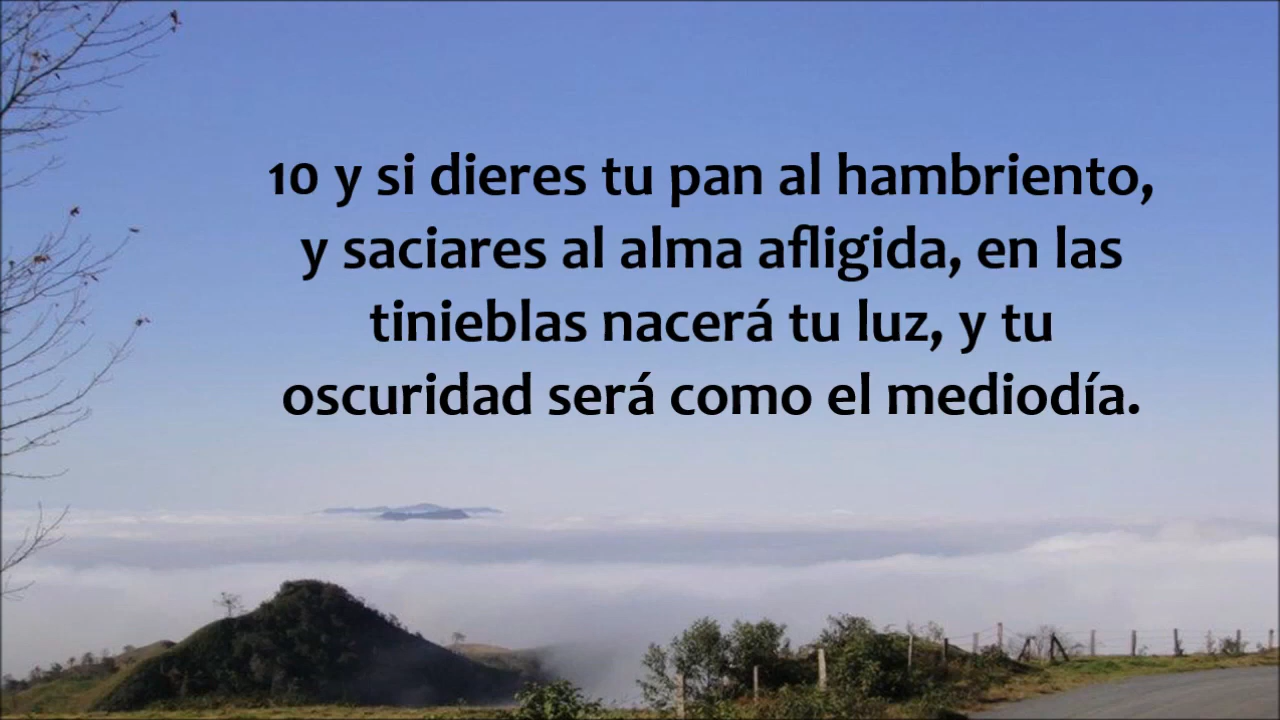 10 y si dieres tu pan al hambriento,
y saciares al alma afligida, en las
tinieblas nacerá tu luz, y tu
oscuridad será como el mediodía.